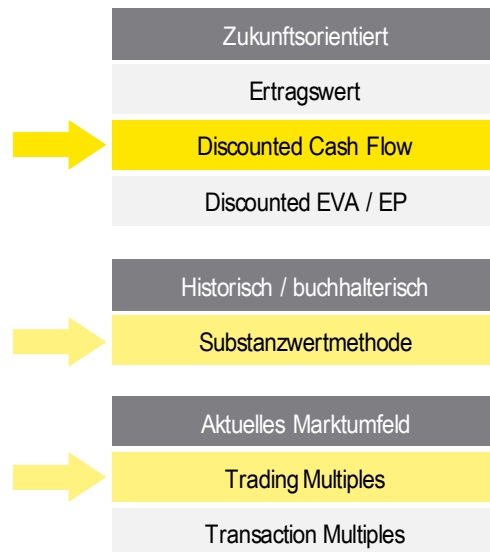 Zukunftsorientiert
Ertragswert
Discounted Cash Flow
Discounted EVA / EP
Historisch / buchhalterisch
Substanzwertmethode
Aktuelles Marktumfeld
Trading Multiples
Transaction Multiples